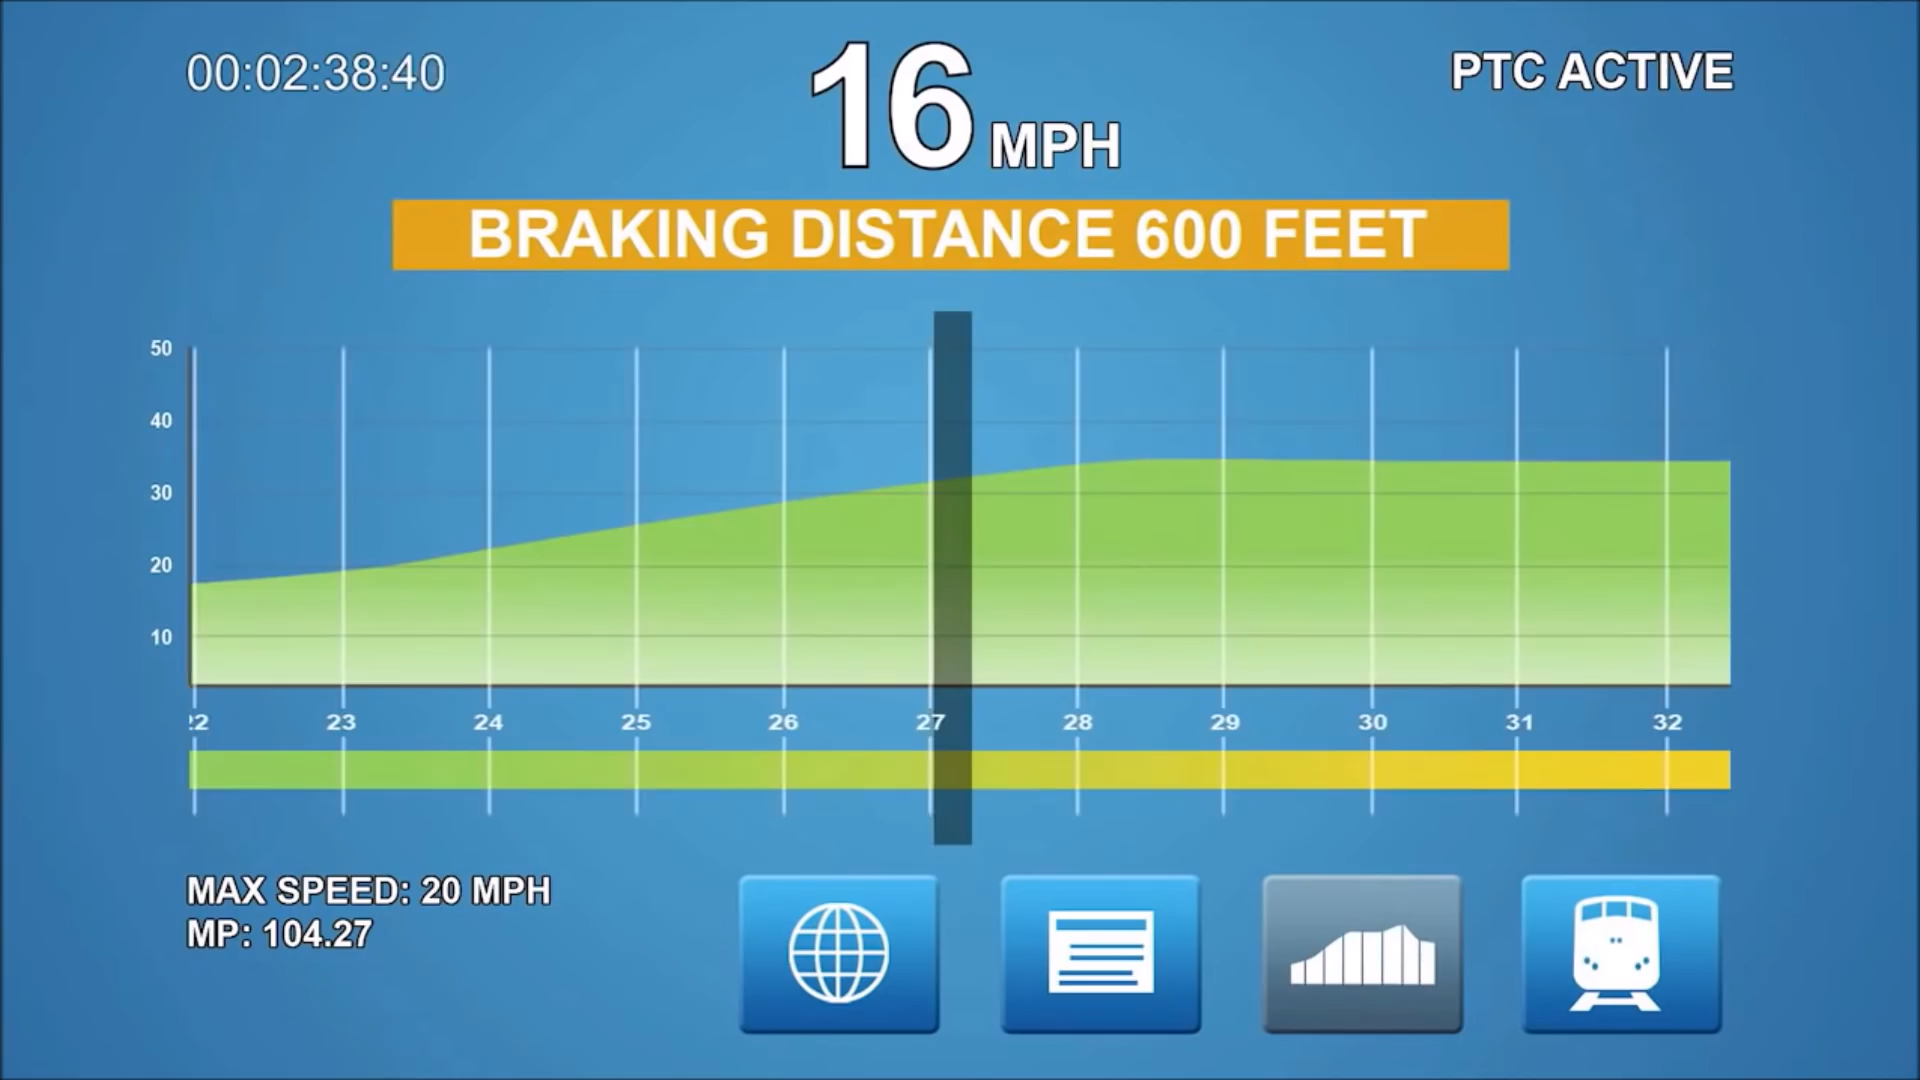 00:02:38:40
16 MPH
PTC ACTIVE
BRAKING DISTANCE 600 FEET
50
40
30
20
10
22 23 24 25 26 27 28 29 30 31 32
MAX SPEED: 20 MPH
MP: 104.27